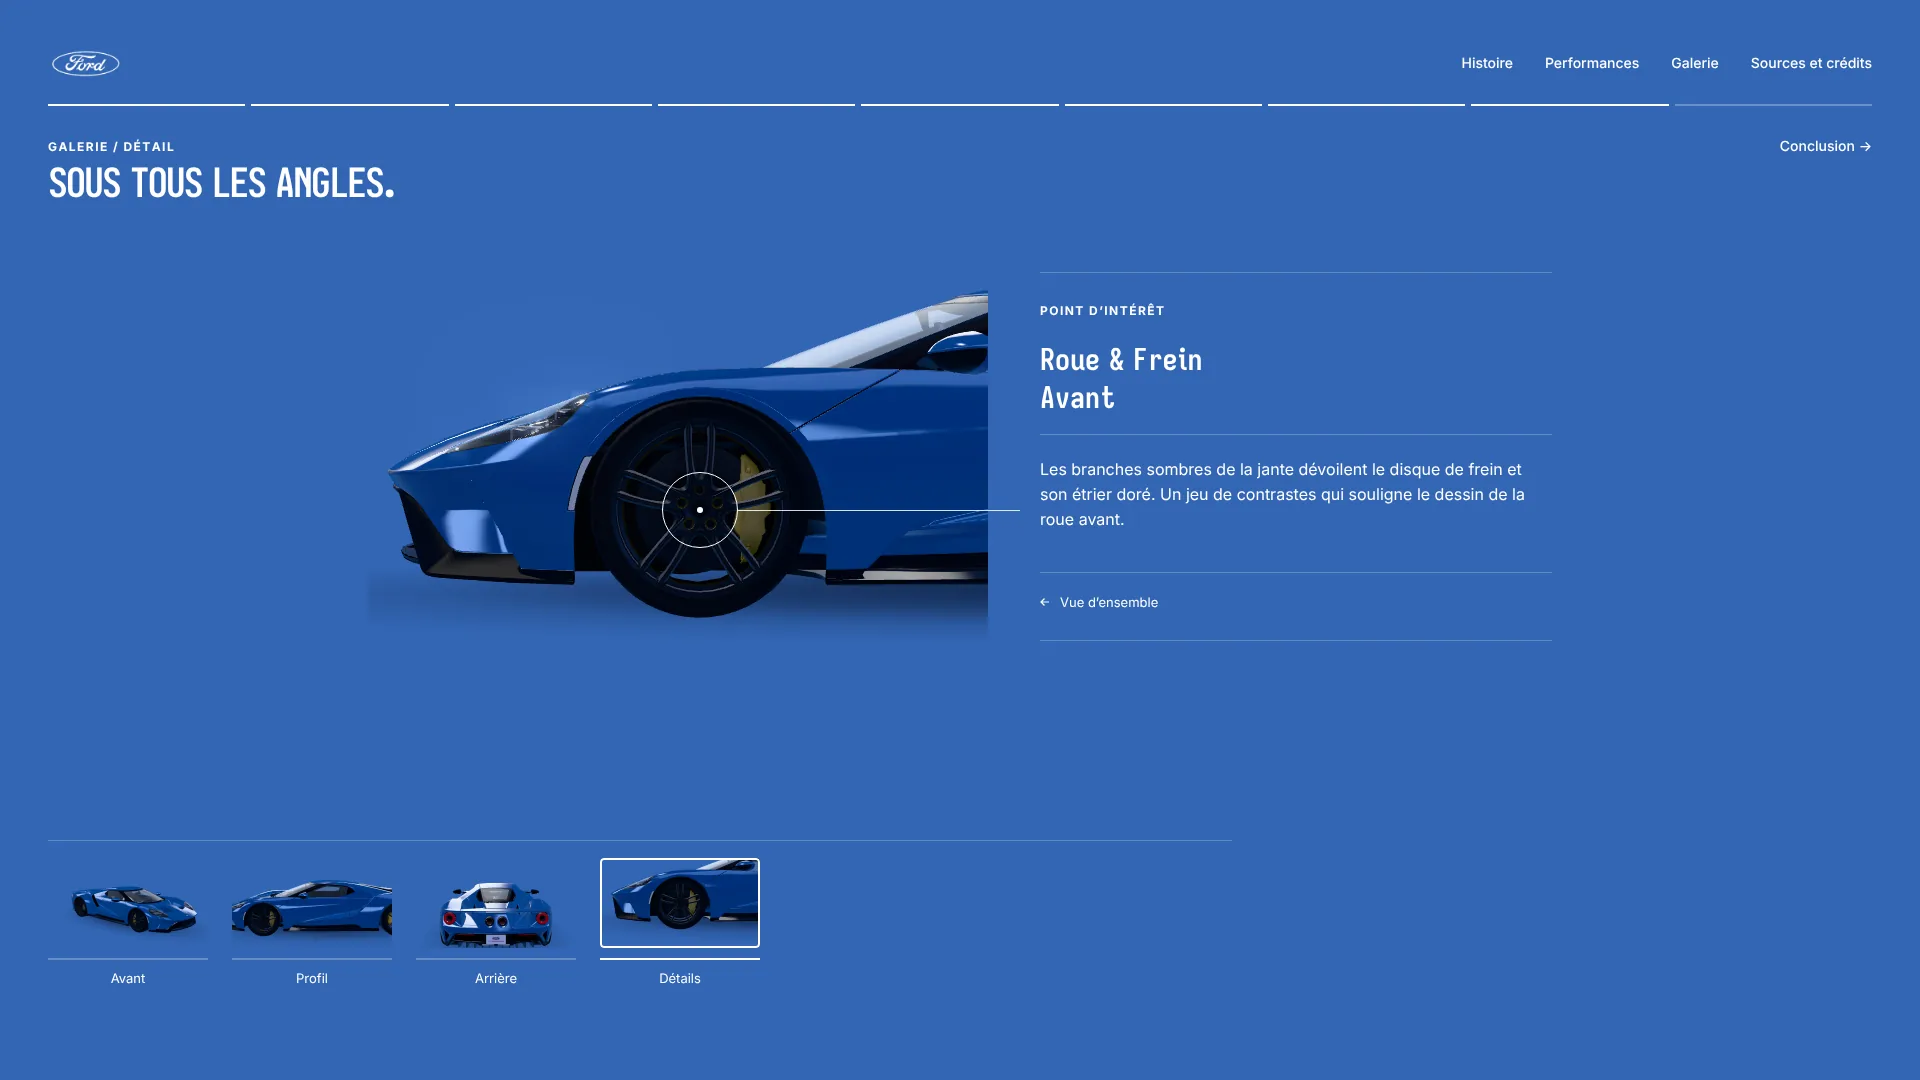 Ford
Histoire
Performances
Galerie
Sources et crédits
GALERIE / DÉTAIL
Conclusion →
SOUS TOUS LES ANGLES.
POINT D'INTÉRÊT
Roue & Frein
Avant
Les branches sombres de la jante dévoilent le disque de frein et
son étrier doré. Un jeu de contrastes qui souligne le dessin de la
roue avant.
← Vue d'ensemble
Avant
Profil
Arrière
Détails